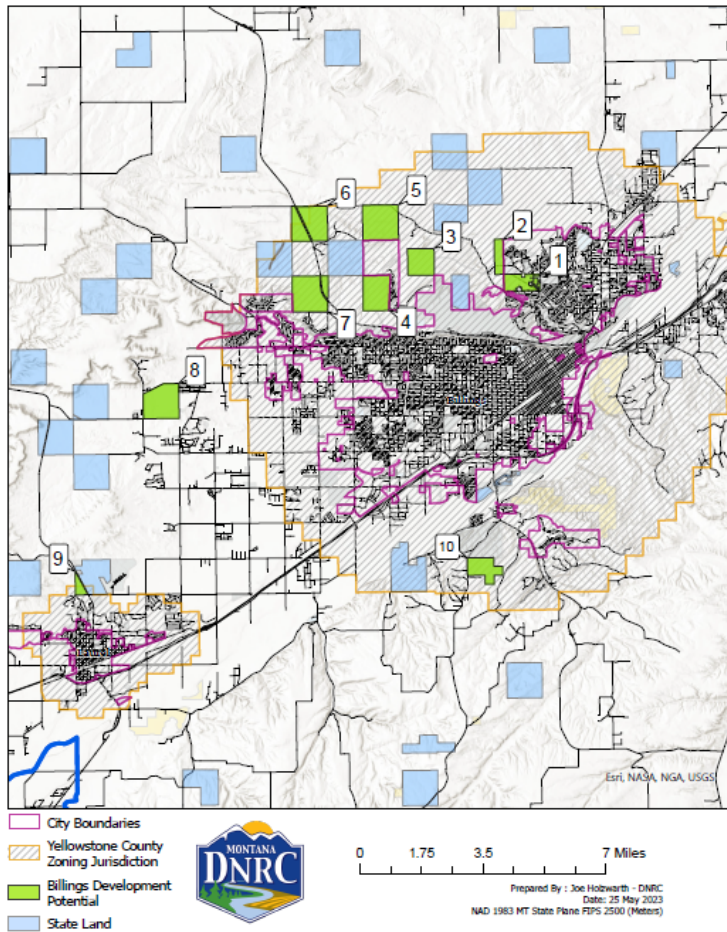 6
5
2
3
1
7
4
8
10
9
Laurel
Esri, NASA, NGA, USGS
City Boundaries
Yellowstone County
Zoning Jurisdiction
Billings Development
Potential
State Land
MONTANA
DNRC
0 1.75 3.5 7 Miles
Prepared By : Joe Holzwarth - DNRC
Date: 25 May 2023
NAD 1983 MT State Plane FIPS 2500 (Meters)